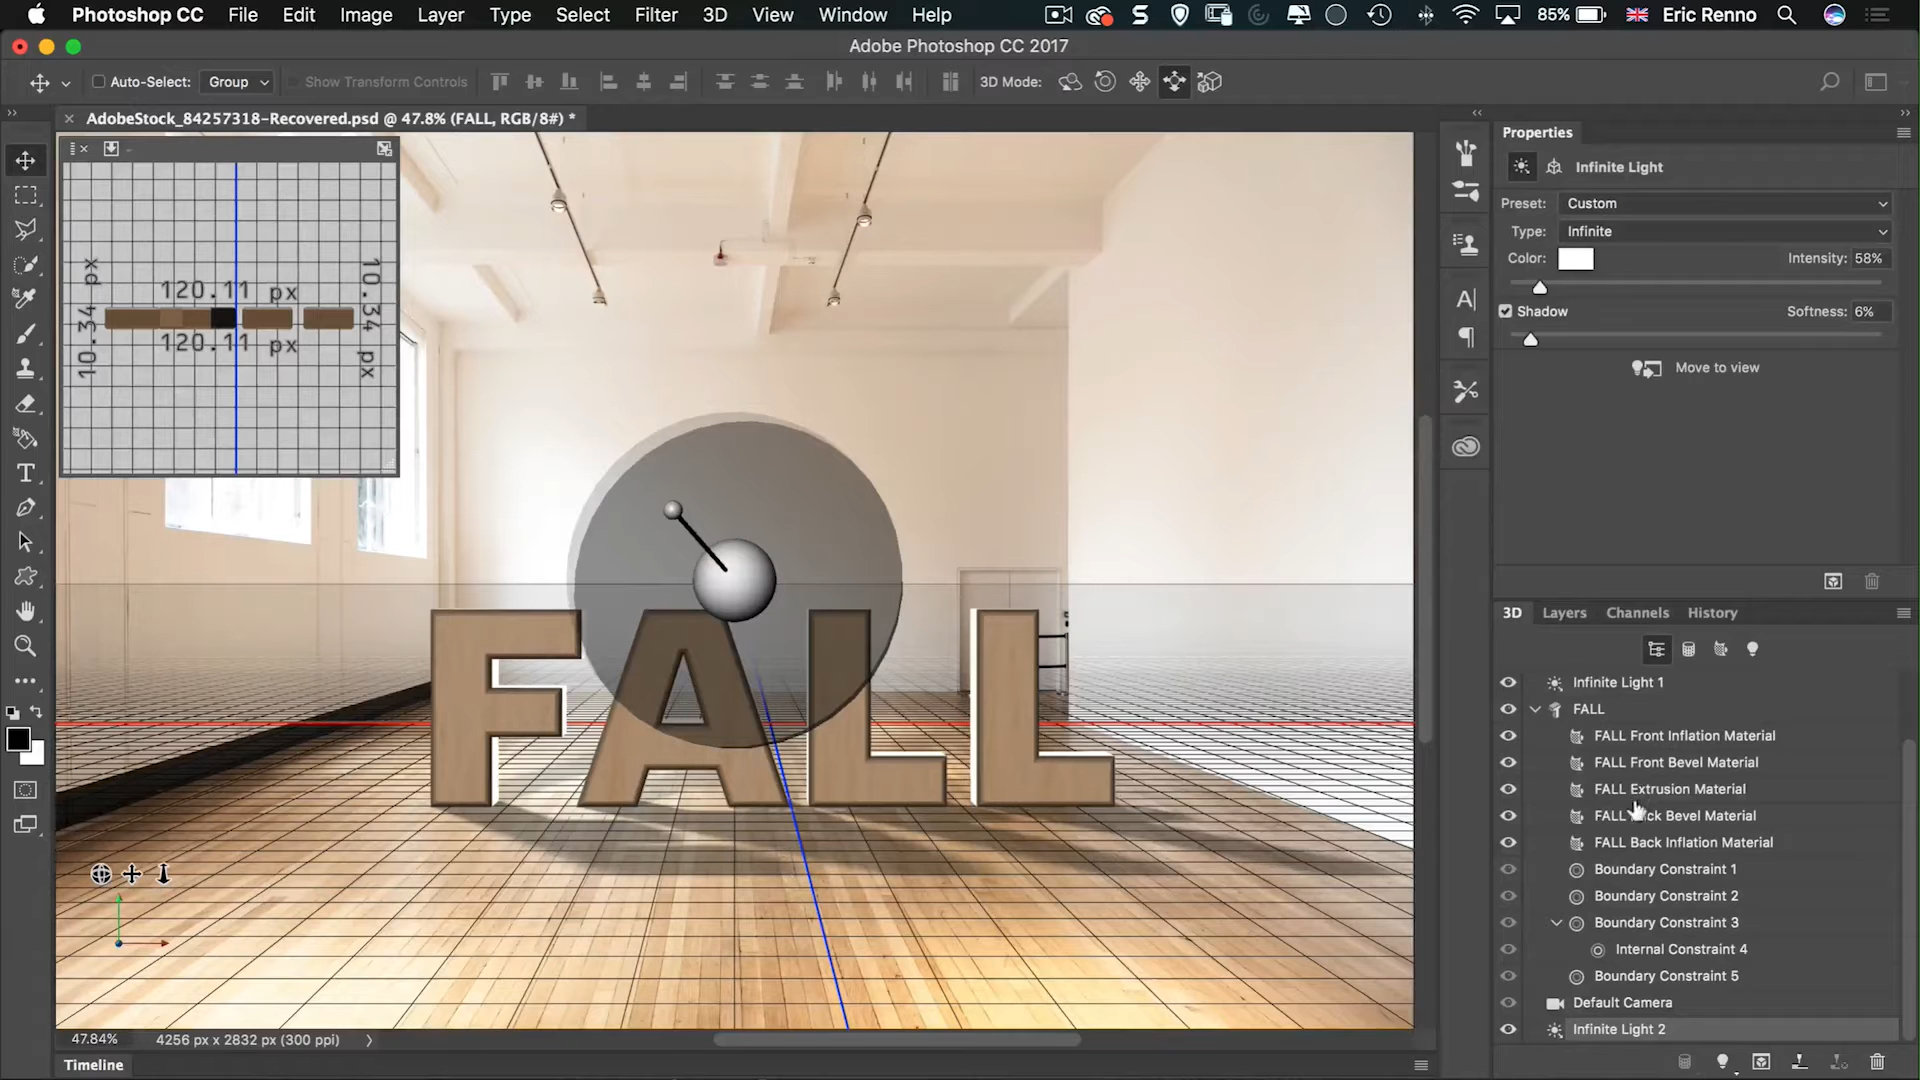 Photoshop CC File Edit Image Layer Type Select Filter 3D View Window Help 85% Eric Renno
Adobe Photoshop CC 2017
Auto-Select: Group Show Transform Controls 3D Mode:
AdobeStock_84257318-Recovered.psd @ 47.8% (FALL, RGB/8#) *
120.11 px
10.34 px
10.34 px
120.11 px
FALL
47.84% 4256 px x 2832 px (300 ppi)
Timeline
Properties
Infinite Light
Preset: Custom
Type: Infinite
Color: Intensity: 58%
Shadow Softness: 6%
Move to view
3D Layers Channels History
Infinite Light 1
FALL
FALL Front Inflation Material
FALL Front Bevel Material
FALL Extrusion Material
FALL Bevel Material
FALL Back Inflation Material
Boundary Constraint 1
Boundary Constraint 2
Boundary Constraint 3
Internal Constraint 4
Boundary Constraint 5
Default Camera
Infinite Light 2